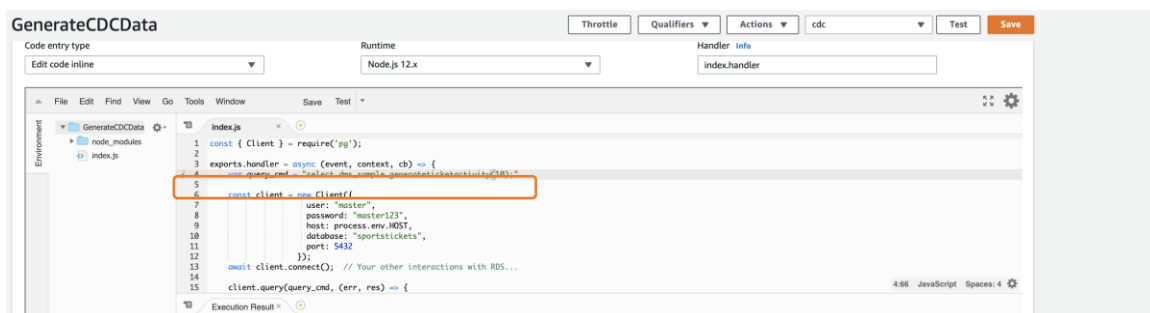 GenerateCDCData
Throttle Qualifiers Actions cdc Test Save
Code entry type Runtime Handler Info
Edit code inline Node.js 12.x index.handler
File Edit Find View Go Tools Window Save Test
Environment
GenerateCDCData
node_modules
index.js
index.js
1 const { Client } = require('pg');
2
3 exports.handler = async (event, context, cb) => {
4 var query_cmd = "select dms_sample.generateticketactivity(10);"
5
6 const client = new Client({
7 user: "master",
8 password: "master123",
9 host: process.env.HOST,
10 database: "sportstickets",
11 port: 5432
12 });
13 await client.connect(); // Your other interactions with RDS...
14
15 client.query(query_cmd, (err, res) => {
4:66 JavaScript Spaces: 4
Execution Result